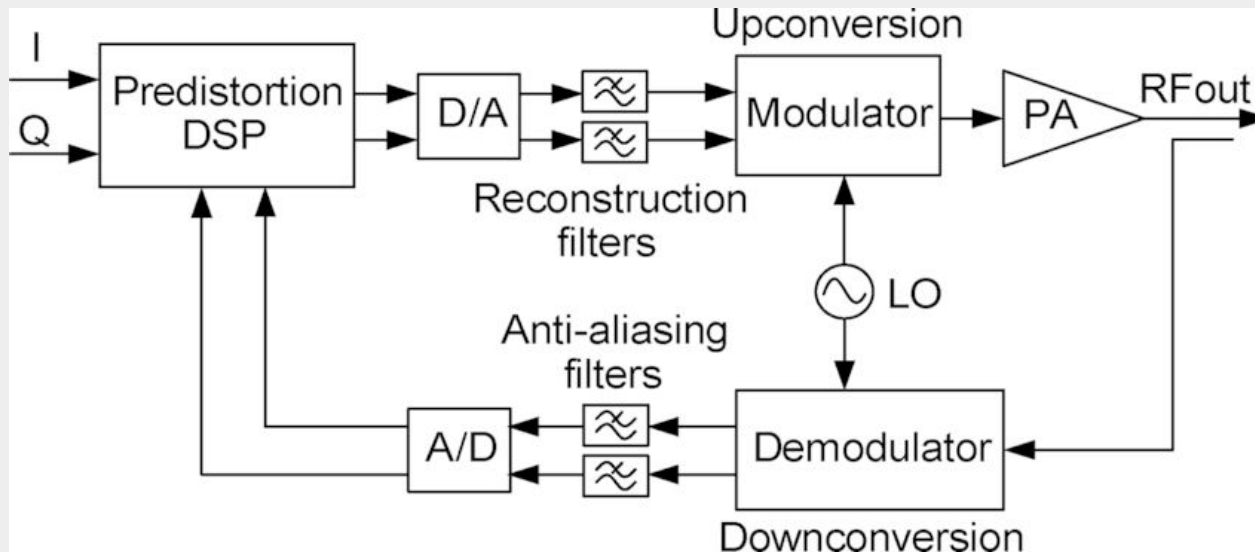 I
Q
Predistortion
DSP
D/A
Reconstruction
filters
Upconversion
Modulator
PA
RFout
LO
Anti-aliasing
filters
A/D
Demodulator
Downconversion